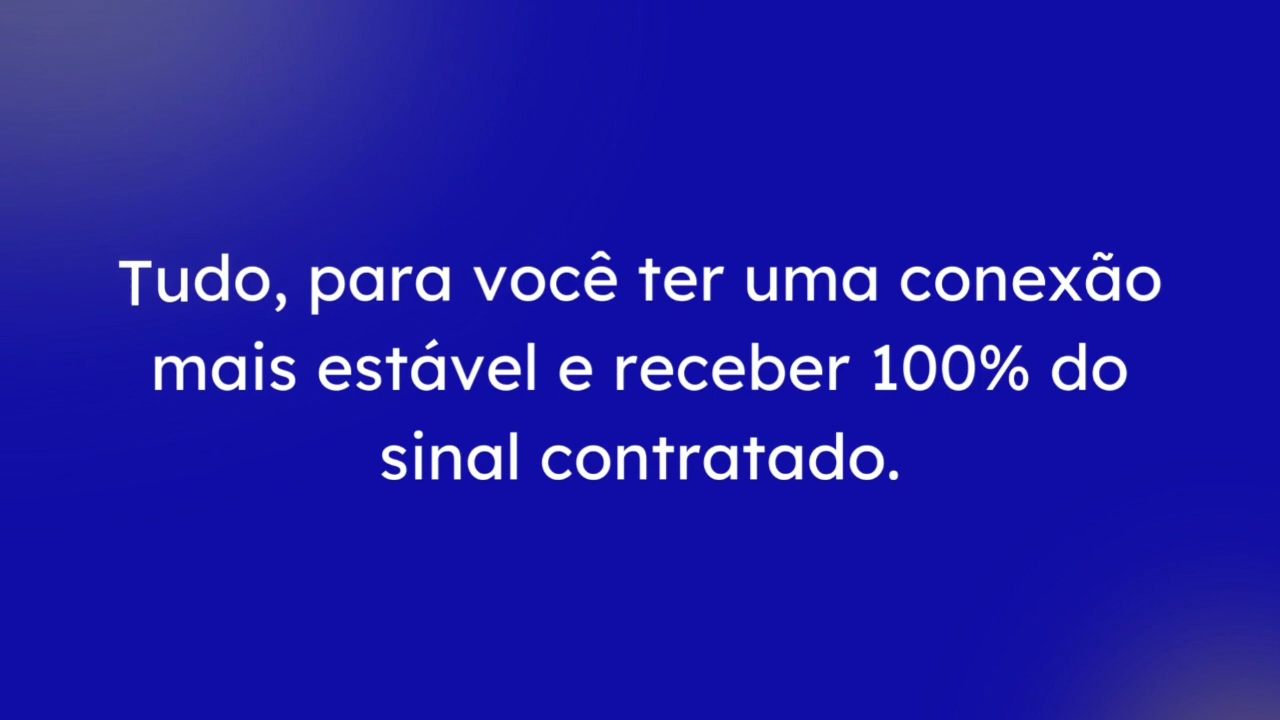 Tudo, para você ter uma conexão
mais estável e receber 100% do
sinal contratado.